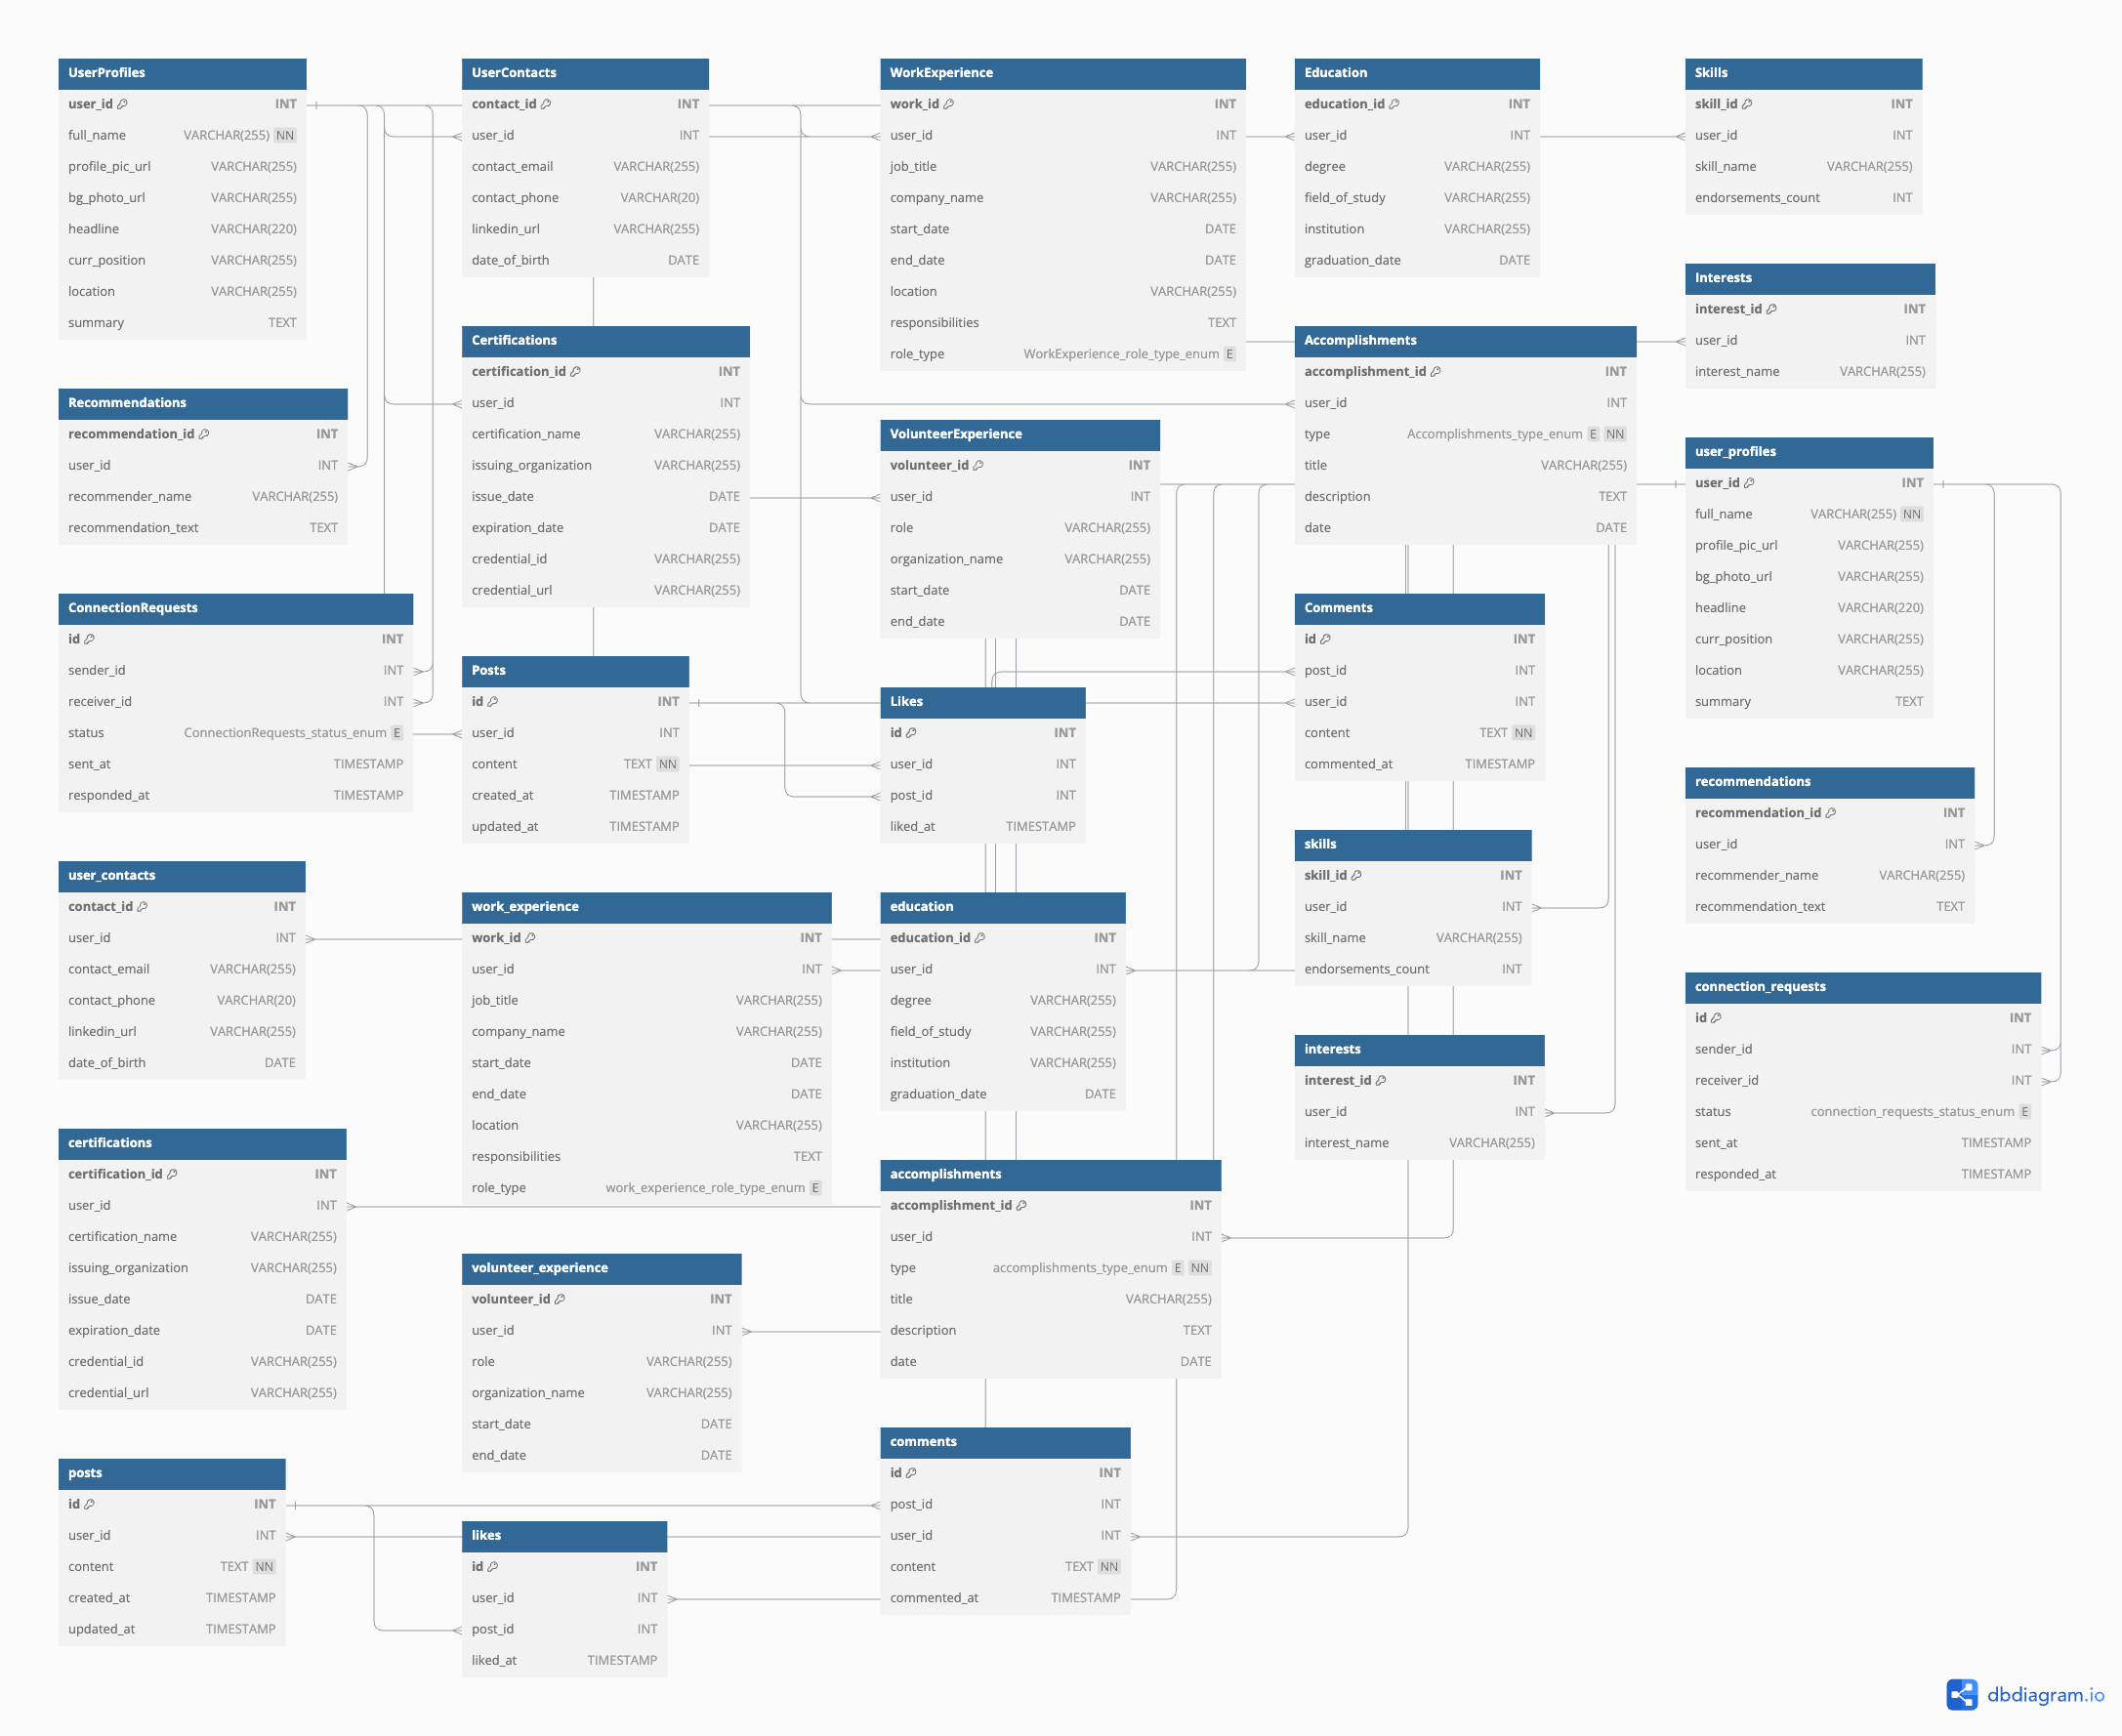 UserProfiles
user_id INT
full_name VARCHAR(255) NN
profile_pic_url VARCHAR(255)
bg_photo_url VARCHAR(255)
headline VARCHAR(220)
curr_position VARCHAR(255)
location VARCHAR(255)
summary TEXT
UserContacts
contact_id INT
user_id INT
contact_email VARCHAR(255)
contact_phone VARCHAR(20)
linkedin_url VARCHAR(255)
date_of_birth DATE
WorkExperience
work_id INT
user_id INT
job_title VARCHAR(255)
company_name VARCHAR(255)
start_date DATE
end_date DATE
location VARCHAR(255)
responsibilities TEXT
role_type WorkExperience_role_type_enum E
Education
education_id INT
user_id INT
degree VARCHAR(255)
field_of_study VARCHAR(255)
institution VARCHAR(255)
graduation_date DATE
Skills
skill_id INT
user_id INT
skill_name VARCHAR(255)
endorsements_count INT
Interests
interest_id INT
user_id INT
interest_name VARCHAR(255)
Recommendations
recommendation_id INT
user_id INT
recommender_name VARCHAR(255)
recommendation_text TEXT
Certifications
certification_id INT
user_id INT
certification_name VARCHAR(255)
issuing_organization VARCHAR(255)
issue_date DATE
expiration_date DATE
credential_id VARCHAR(255)
credential_url VARCHAR(255)
VolunteerExperience
volunteer_id INT
user_id INT
role VARCHAR(255)
organization_name VARCHAR(255)
start_date DATE
end_date DATE
Accomplishments
accomplishment_id INT
user_id INT
type Accomplishments_type_enum E NN
title VARCHAR(255)
description TEXT
date DATE
user_profiles
user_id INT
full_name VARCHAR(255) NN
profile_pic_url VARCHAR(255)
bg_photo_url VARCHAR(255)
headline VARCHAR(220)
curr_position VARCHAR(255)
location VARCHAR(255)
summary TEXT
ConnectionRequests
id INT
sender_id INT
receiver_id INT
status ConnectionRequests_status_enum E
sent_at TIMESTAMP
responded_at TIMESTAMP
Posts
id INT
user_id INT
content TEXT NN
created_at TIMESTAMP
updated_at TIMESTAMP
Likes
id INT
user_id INT
post_id INT
liked_at TIMESTAMP
Comments
id INT
post_id INT
user_id INT
content TEXT NN
commented_at TIMESTAMP
recommendations
recommendation_id INT
user_id INT
recommender_name VARCHAR(255)
recommendation_text TEXT
user_contacts
contact_id INT
user_id INT
contact_email VARCHAR(255)
contact_phone VARCHAR(20)
linkedin_url VARCHAR(255)
date_of_birth DATE
work_experience
work_id INT
user_id INT
job_title VARCHAR(255)
company_name VARCHAR(255)
start_date DATE
end_date DATE
location VARCHAR(255)
responsibilities TEXT
role_type work_experience_role_type_enum E
education
education_id INT
user_id INT
degree VARCHAR(255)
field_of_study VARCHAR(255)
institution VARCHAR(255)
graduation_date DATE
skills
skill_id INT
user_id INT
skill_name VARCHAR(255)
endorsements_count INT
connection_requests
id INT
sender_id INT
receiver_id INT
status connection_requests_status_enum E
sent_at TIMESTAMP
responded_at TIMESTAMP
interests
interest_id INT
user_id INT
interest_name VARCHAR(255)
certifications
certification_id INT
user_id INT
certification_name VARCHAR(255)
issuing_organization VARCHAR(255)
issue_date DATE
expiration_date DATE
credential_id VARCHAR(255)
credential_url VARCHAR(255)
volunteer_experience
volunteer_id INT
user_id INT
role VARCHAR(255)
organization_name VARCHAR(255)
start_date DATE
end_date DATE
accomplishments
accomplishment_id INT
user_id INT
type accomplishments_type_enum E NN
title VARCHAR(255)
description TEXT
date DATE
posts
id INT
user_id INT
content TEXT NN
created_at TIMESTAMP
updated_at TIMESTAMP
likes
id INT
user_id INT
post_id INT
liked_at TIMESTAMP
comments
id INT
post_id INT
user_id INT
content TEXT NN
commented_at TIMESTAMP
dbdiagram.io